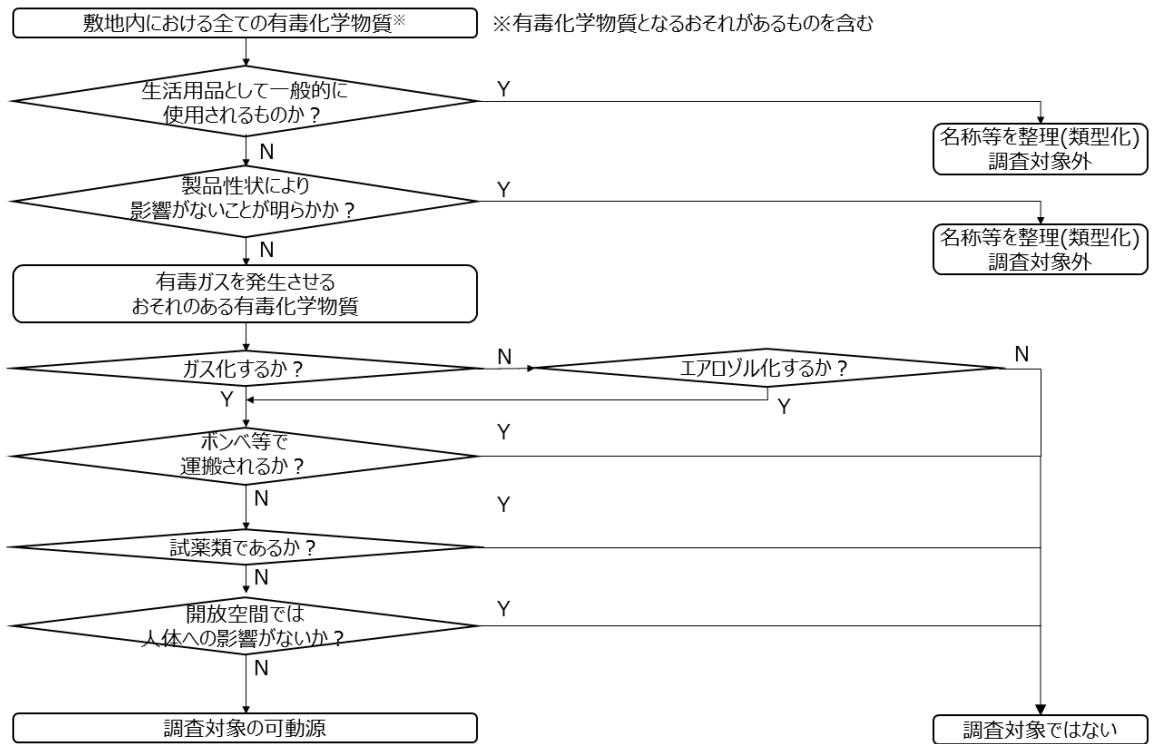 敷地内における全ての有毒化学物質※
※有毒化学物質となるおそれがあるものを含む
生活用品として一般的に
使用されるものか？
Y
N
名称等を整理(類型化)
調査対象外
製品性状により
影響がないことが明らかか？
Y
N
名称等を整理(類型化)
調査対象外
有毒ガスを発生させる
おそれのある有毒化学物質
ガス化するか？
N
エアロゾル化するか？
N
Y
Y
ボンベ等で
運搬されるか？
Y
N
試薬類であるか？
Y
N
開放空間では
人体への影響がないか？
Y
N
調査対象の可動源
調査対象ではない